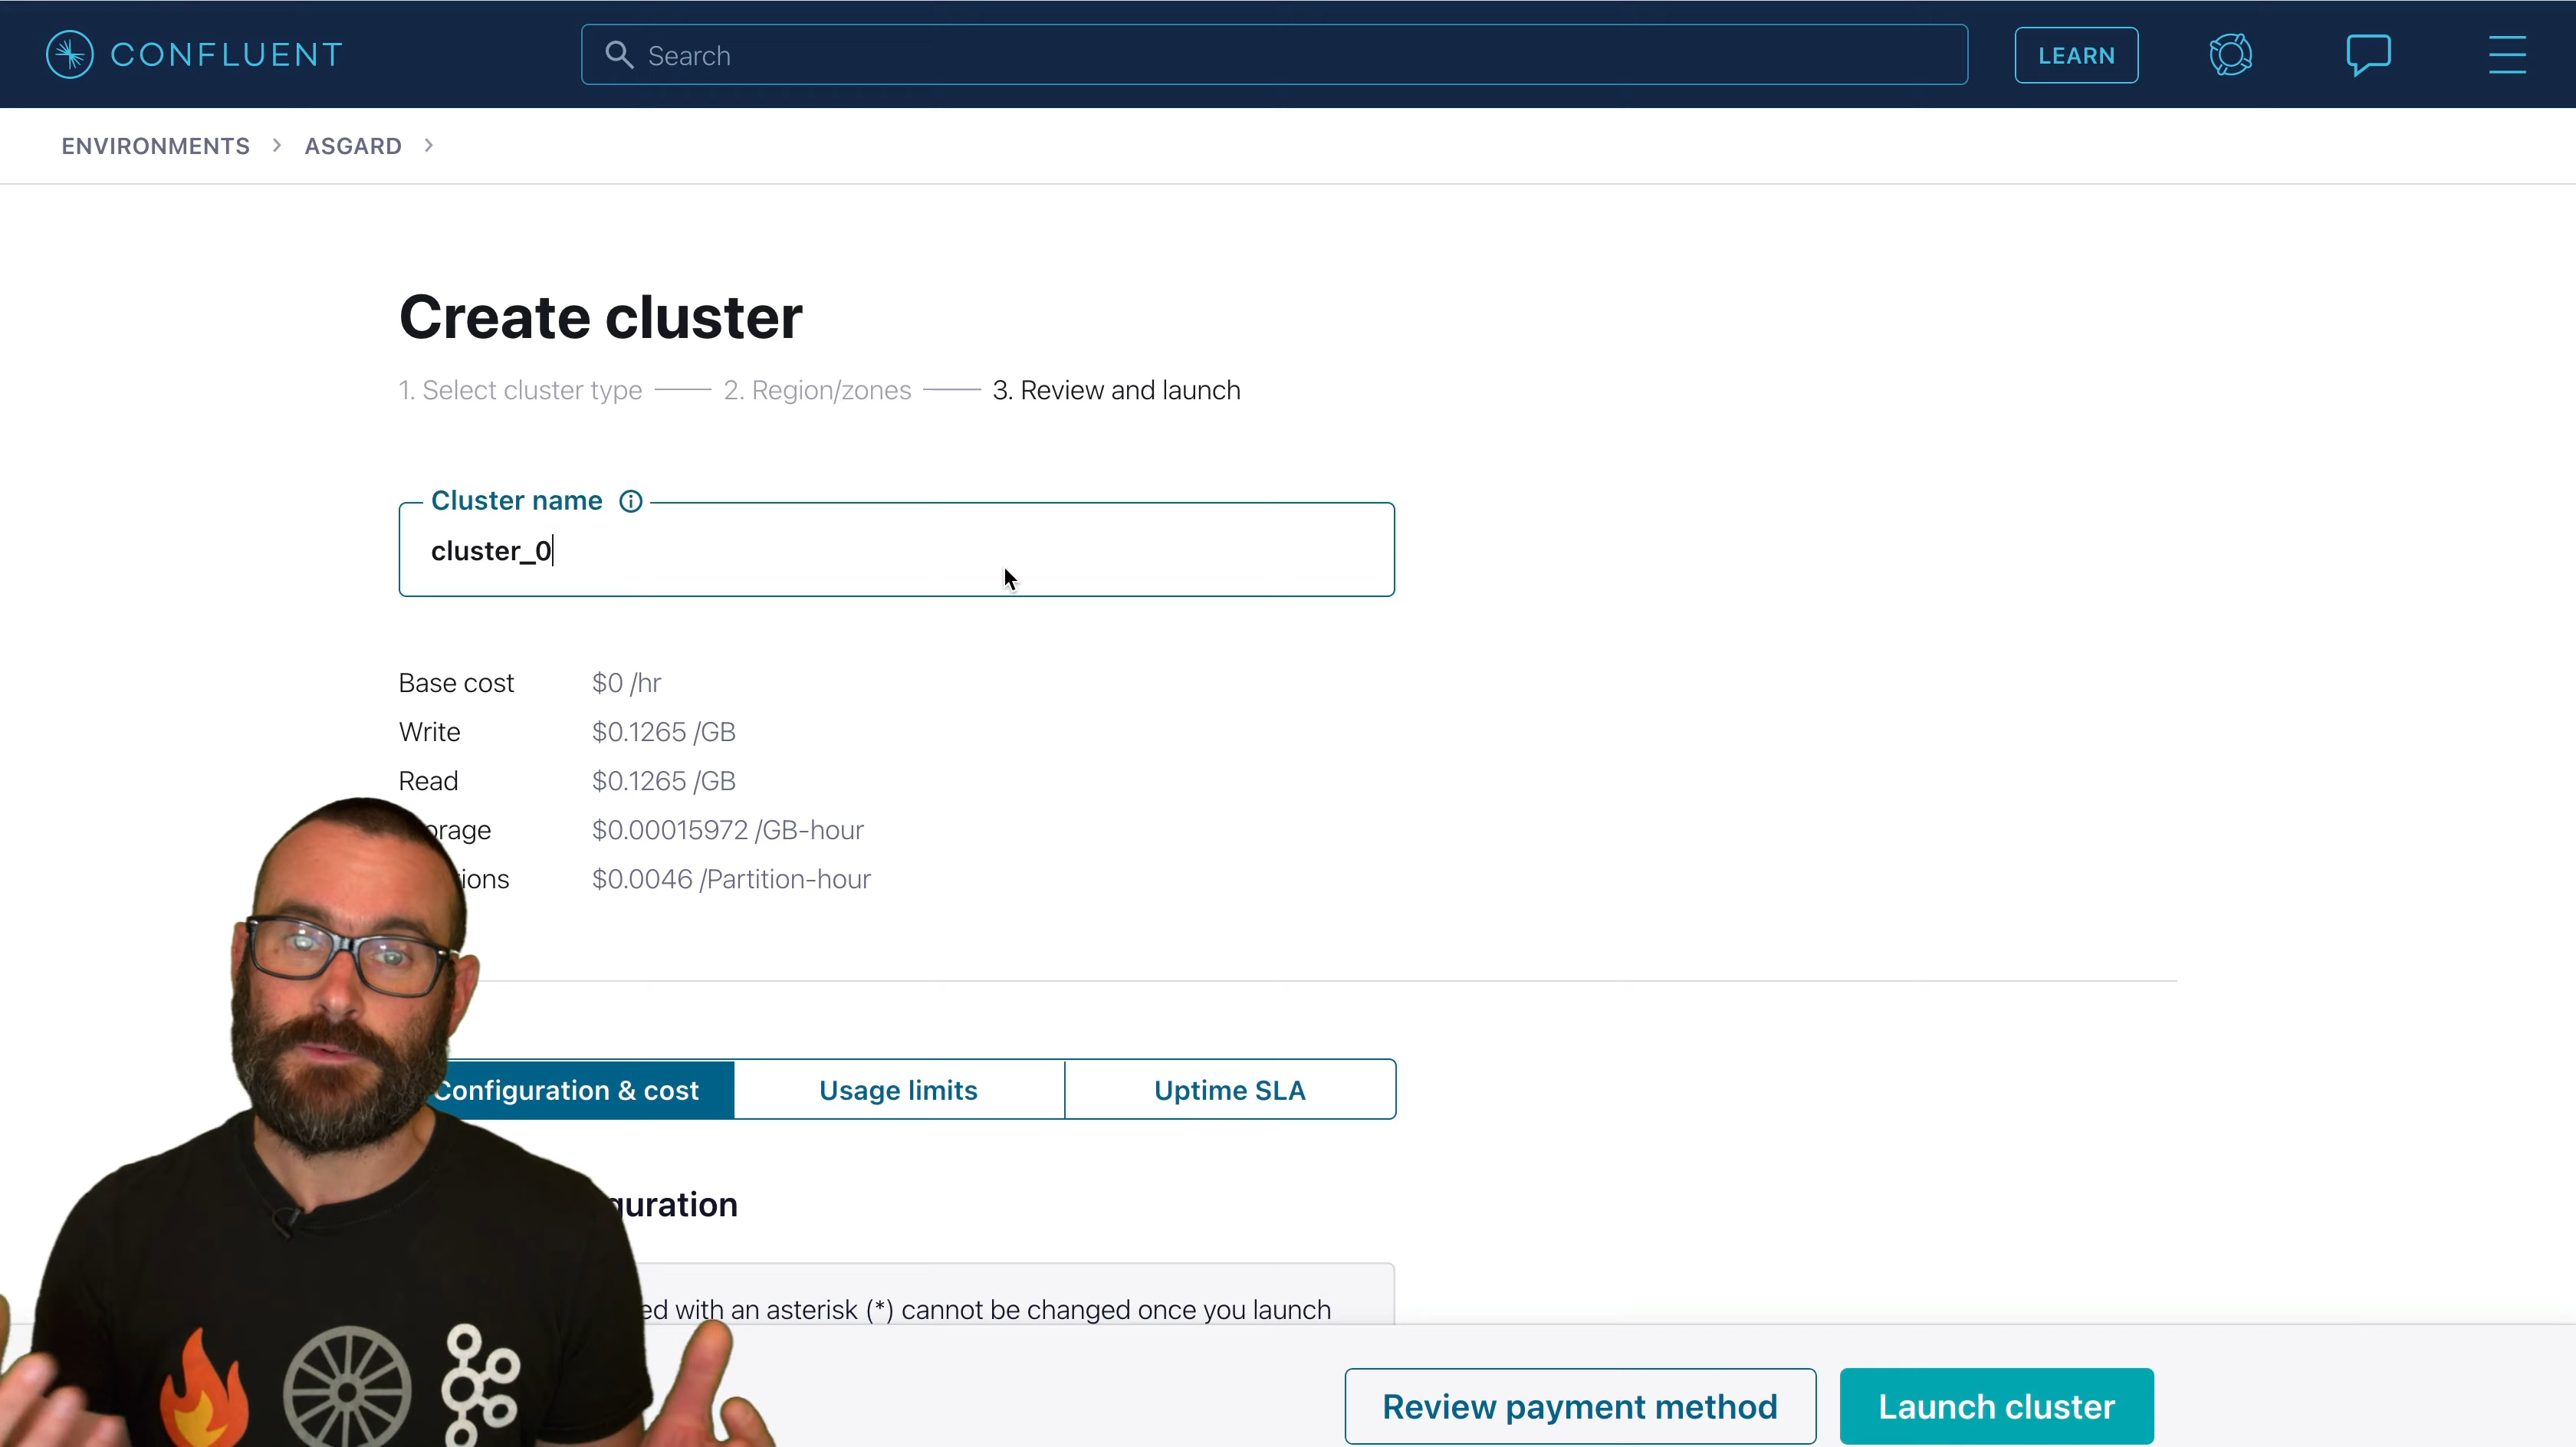 CONFLUENT
Search
LEARN
ENVIRONMENTS > ASGARD >
Create cluster
1. Select cluster type 2. Region/zones 3. Review and launch
Cluster name
cluster_0
Base cost $0 /hr
Write $0.1265 /GB
Read $0.1265 /GB
$0.00015972 /GB-hour
$0.0046 /Partition-hour
Configuration & cost Usage limits Uptime SLA
with an asterisk (*) cannot be changed once you launch
Review payment method Launch cluster